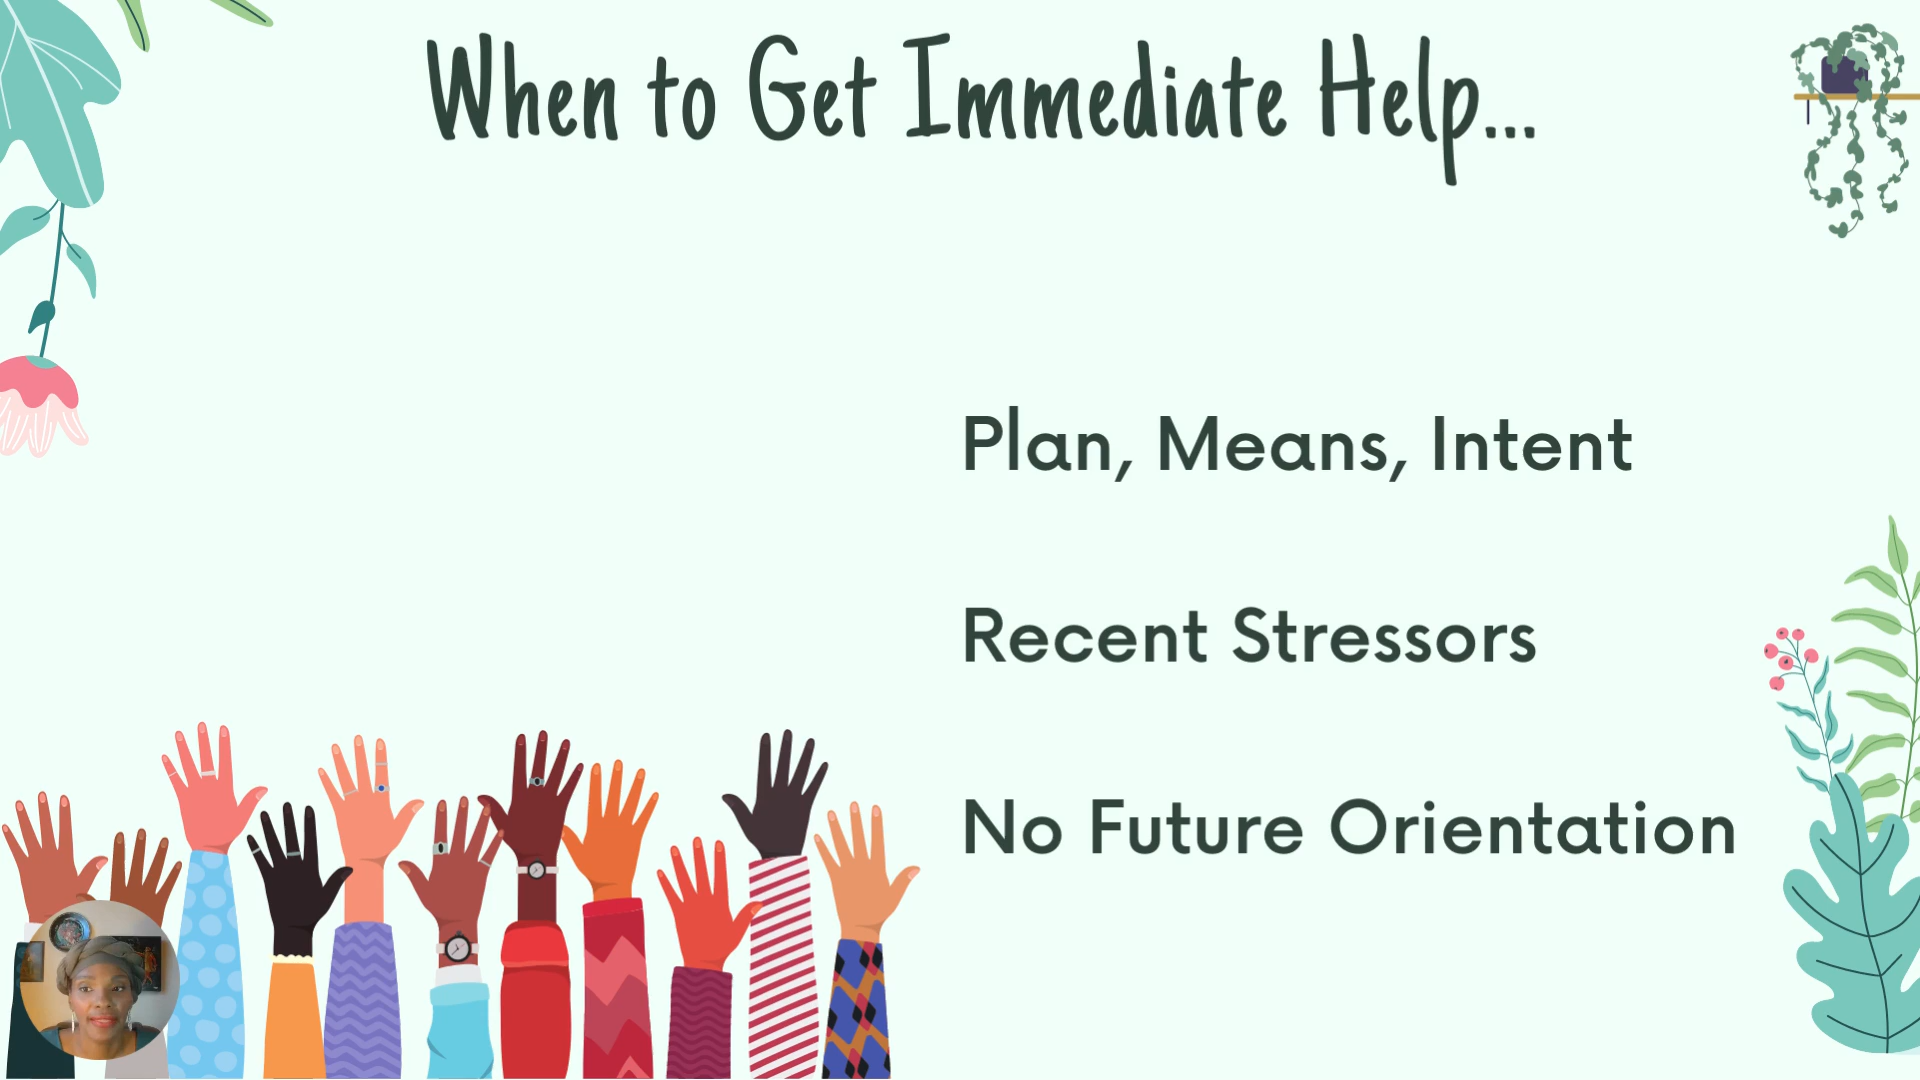 When to Get Immediate Help...
Plan, Means, Intent
Recent Stressors
No Future Orientation